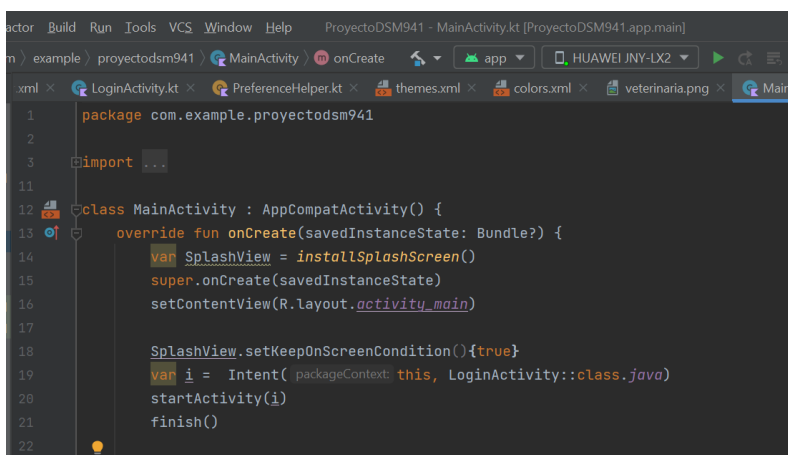 actor Build Run Tools VCS Window Help ProyectoDSM941 - MainActivity.kt [ProyectoDSM941.app.main]
m 〉 example 〉 proyectodsm941 〉 MainActivity 〉 m onCreate app HUAWEI JNY-LX2
.xml × LoginActivity.kt × PreferenceHelper.kt × themes.xml × colors.xml × veterinaria.png × Mai
1 package com.example.proyectodsm941
2
3 import ...
11
12 class MainActivity : AppCompatActivity() {
13 override fun onCreate(savedInstanceState: Bundle?) {
14 var SplashView = installSplashScreen()
15 super.onCreate(savedInstanceState)
16 setContentView(R.layout.activity_main)
17
18 SplashView.setKeepOnScreenCondition(){true}
19 var i = Intent( packageContext: this, LoginActivity::class.java)
20 startActivity(i)
21 finish()
22